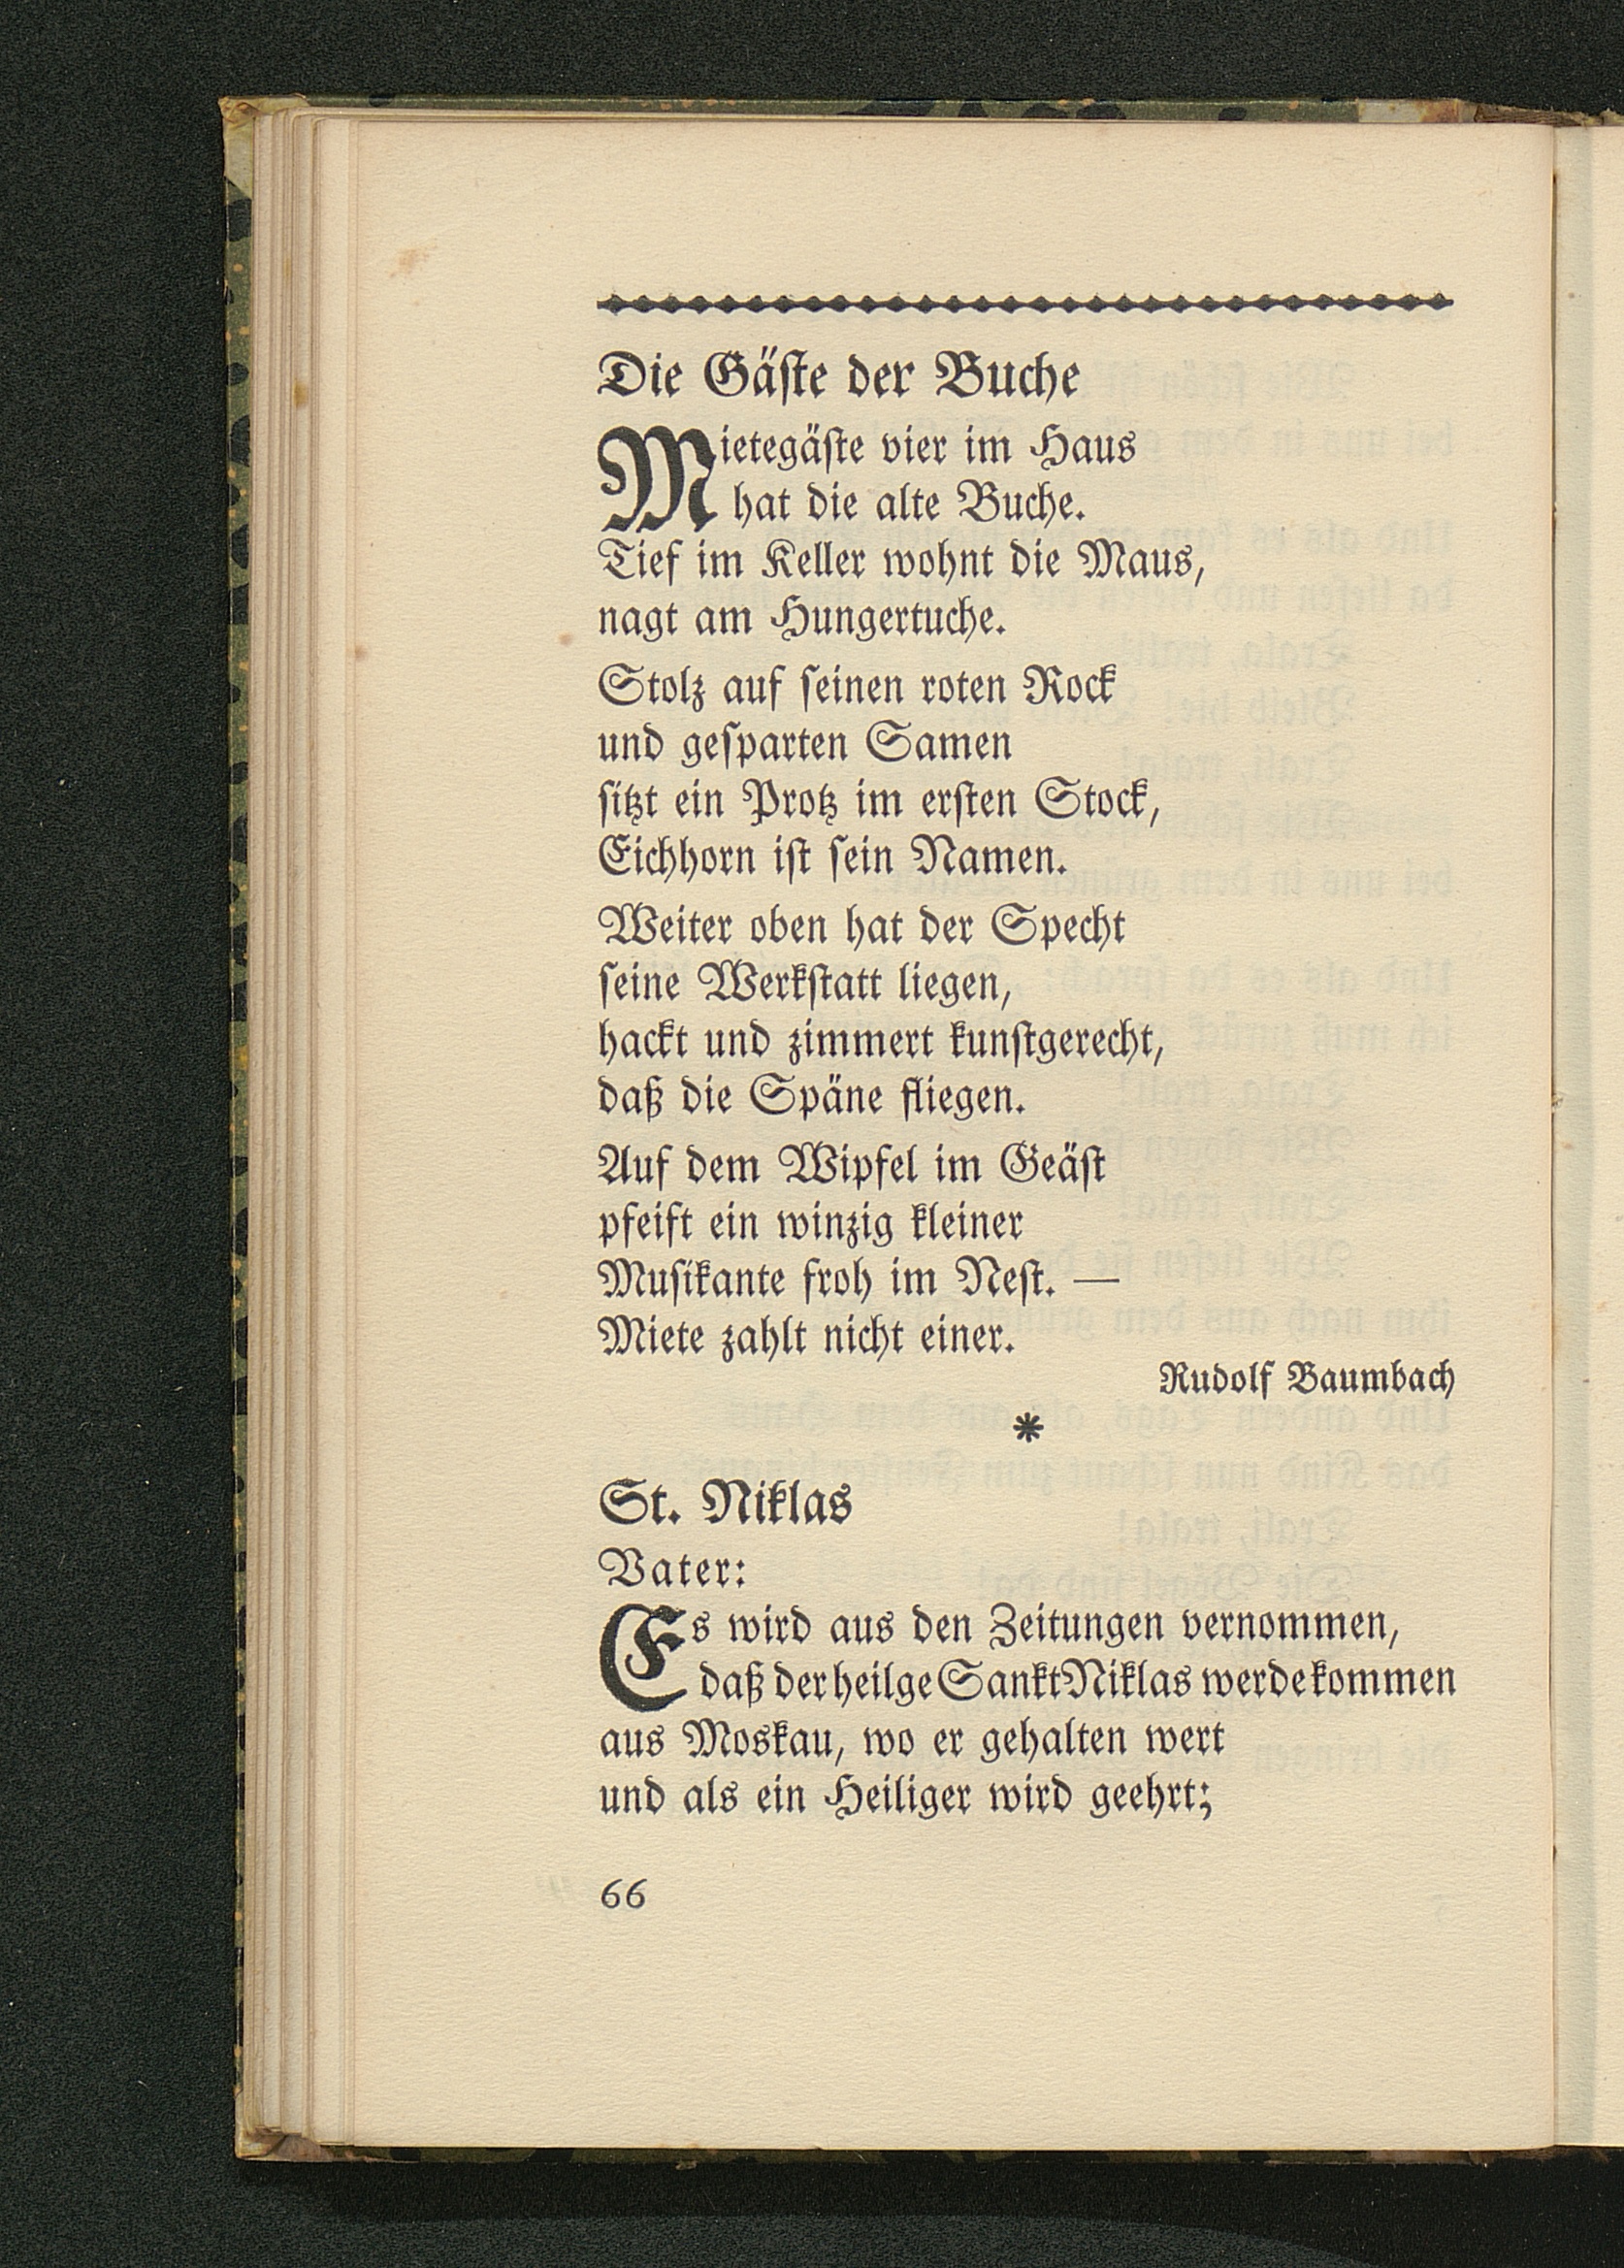 Die Gäſte der Buche
Mietegäſte vier im Haus
hat die alte Buche.
Tief im Keller wohnt die Maus,
nagt am Hungertuche.
Stolz auf ſeinen roten Rock
und geſparten Samen
ſitzt ein Protz im erſten Stock,
Eichhorn iſt ſein Namen.
Weiter oben hat der Specht
ſeine Werkſtatt liegen,
hackt und zimmert kunſtgerecht,
daß die Späne fliegen.
Auf dem Wipfel im Geäſt
pfeift ein winzig kleiner
Muſikante froh im Neſt. —
Miete zahlt nicht einer.
Rudolf Baumbach
*
St. Niklas
Vater:
Es wird aus den Zeitungen vernommen,
daß der heilge Sankt Niklas werde kommen
aus Moskau, wo er gehalten wert
und als ein Heiliger wird geehrt;
66